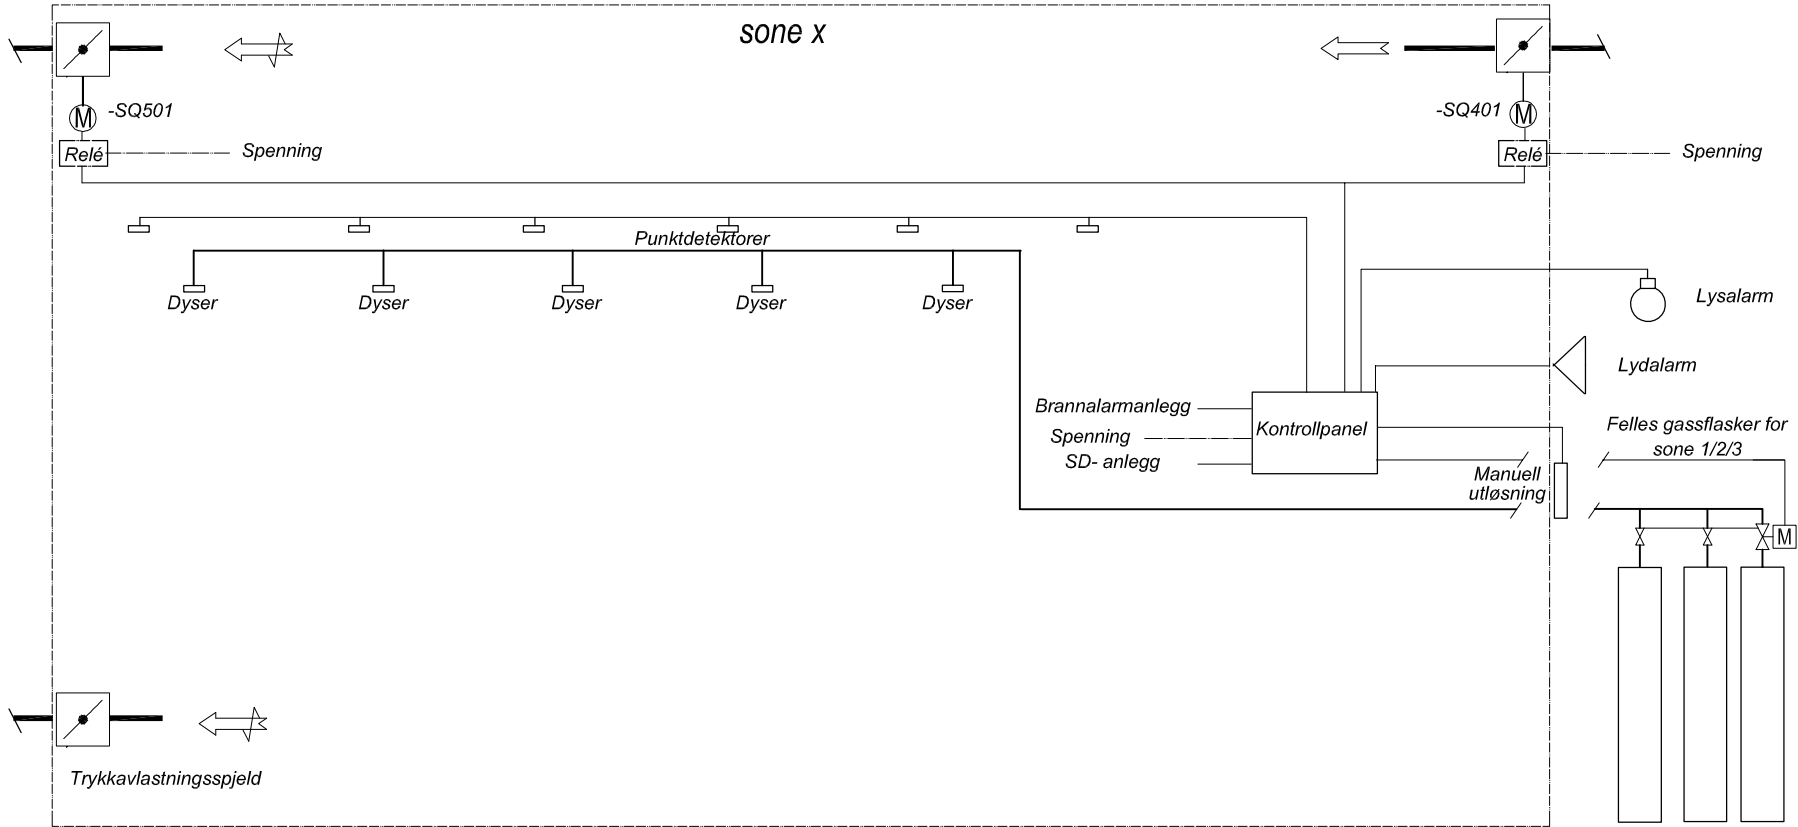 sone x
-SQ501
M
-SQ401
M
Relé
Spenning
Relé
Spenning
Punktdetektorer
Dyser
Dyser
Dyser
Dyser
Dyser
Lysalarm
Lydalarm
Brannalarmanlegg
Spenning
SD- anlegg
Kontrollpanel
Manuell
utløsning
Felles gassflasker for
sone 1/2/3
M
Trykkavlastningsspjeld